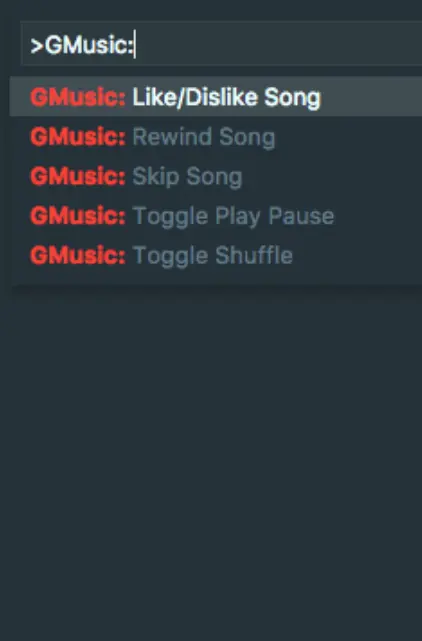 >GMusic:
GMusic: Like/Dislike Song
GMusic: Rewind Song
GMusic: Skip Song
GMusic: Toggle Play Pause
GMusic: Toggle Shuffle